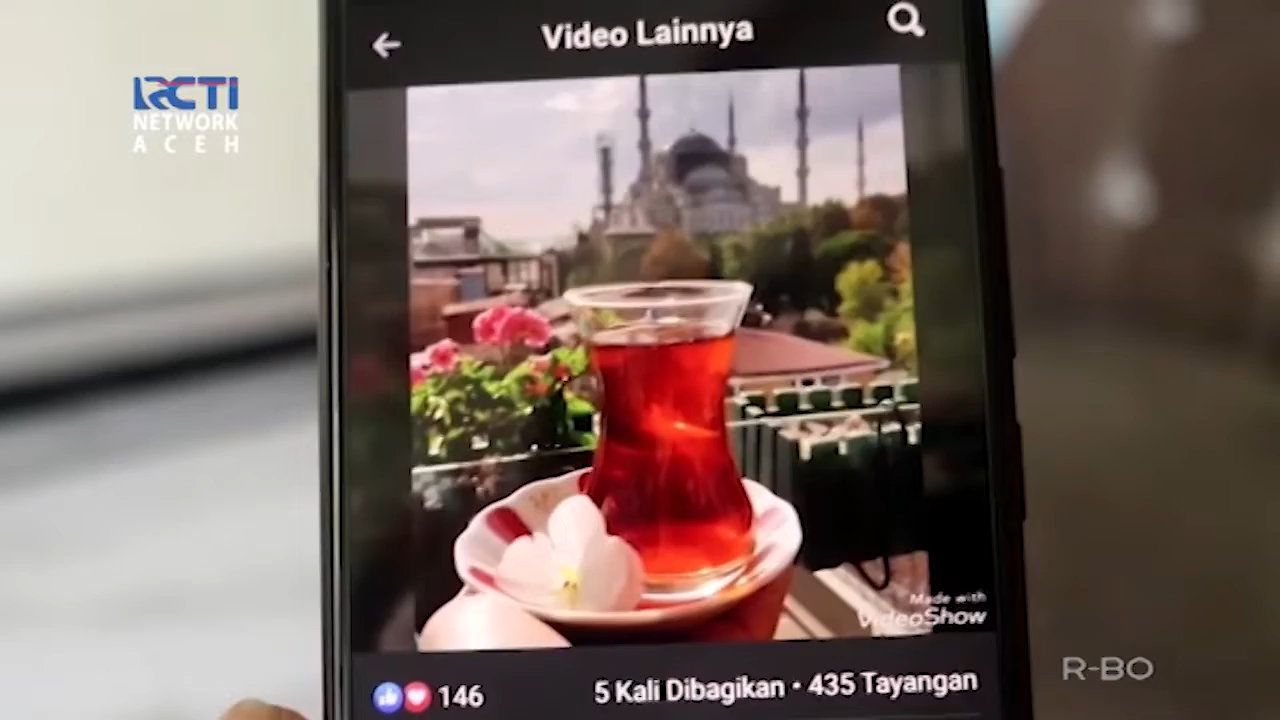 RCTI
NETWORK
ACEH
Video Lainnya
Made with
VideoShow
146
5 Kali Dibagikan • 435 Tayangan
R-BO